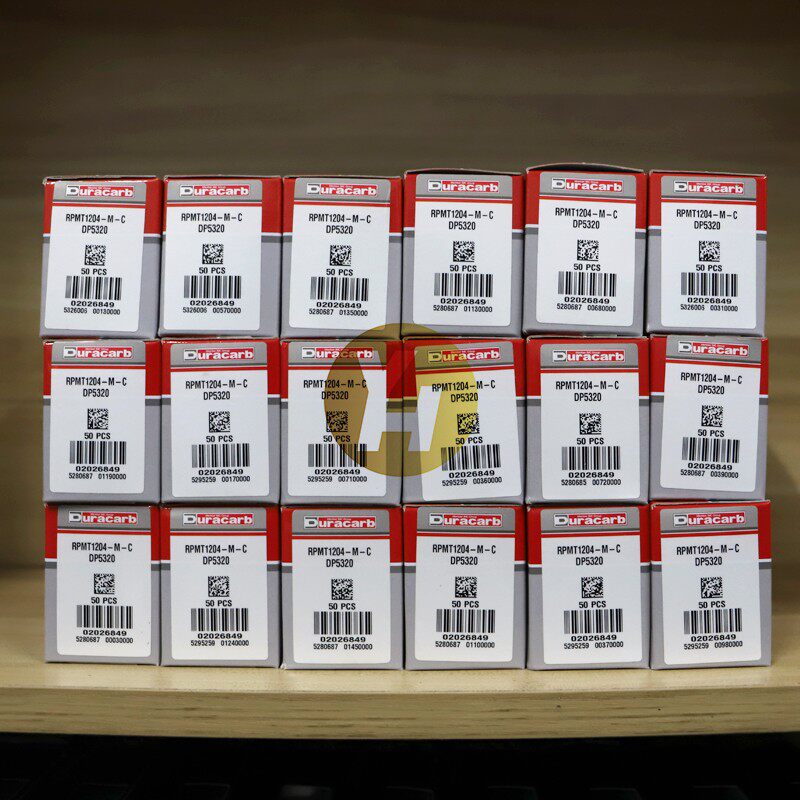 Duracarb
RPMT1204-M-C
DP5320
50 PCS
02026849
5326006 00130000
Duracarb
RPMT1204-M-C
DP5320
50 PCS
02026849
5326006 00570000
Duracarb
RPMT1204-M-C
DP5320
50 PCS
02026849
5280687 01350000
Duracarb
RPMT1204-M-C
DP5320
50 PCS
02026849
5280687 01130000
Duracarb
RPMT1204-M-C
DP5320
50 PCS
02026849
5280687 00680000
Duracarb
RPMT1204-M-C
DP5320
50 PCS
02026849
5326006 00310000
Duracarb
RPMT1204-M-C
DP5320
50 PCS
02026849
5280687 01190000
Duracarb
RPMT1204-M-C
DP5320
50 PCS
02026849
5295259 00170000
Duracarb
RPMT1204-M-C
DP5320
50 PCS
02026849
5295259 00710000
Duracarb
RPMT1204-M-C
DP5320
50 PCS
02026849
5295259 00360000
Duracarb
RPMT1204-M-C
DP5320
50 PCS
02026849
5280685 00720000
Duracarb
RPMT1204-M-C
DP5320
50 PCS
02026849
5280687 00390000
Duracarb
RPMT1204-M-C
DP5320
50 PCS
02026849
5280687 00030000
Duracarb
RPMT1204-M-C
DP5320
50 PCS
02026849
5295259 01240000
Duracarb
RPMT1204-M-C
DP5320
50 PCS
02026849
5280687 01450000
Duracarb
RPMT1204-M-C
DP5320
50 PCS
02026849
5280687 01100000
Duracarb
RPMT1204-M-C
DP5320
50 PCS
02026849
5295259 00370000
Duracarb
RPMT1204-M-C
DP5320
50 PCS
02026849
5295259 00980000